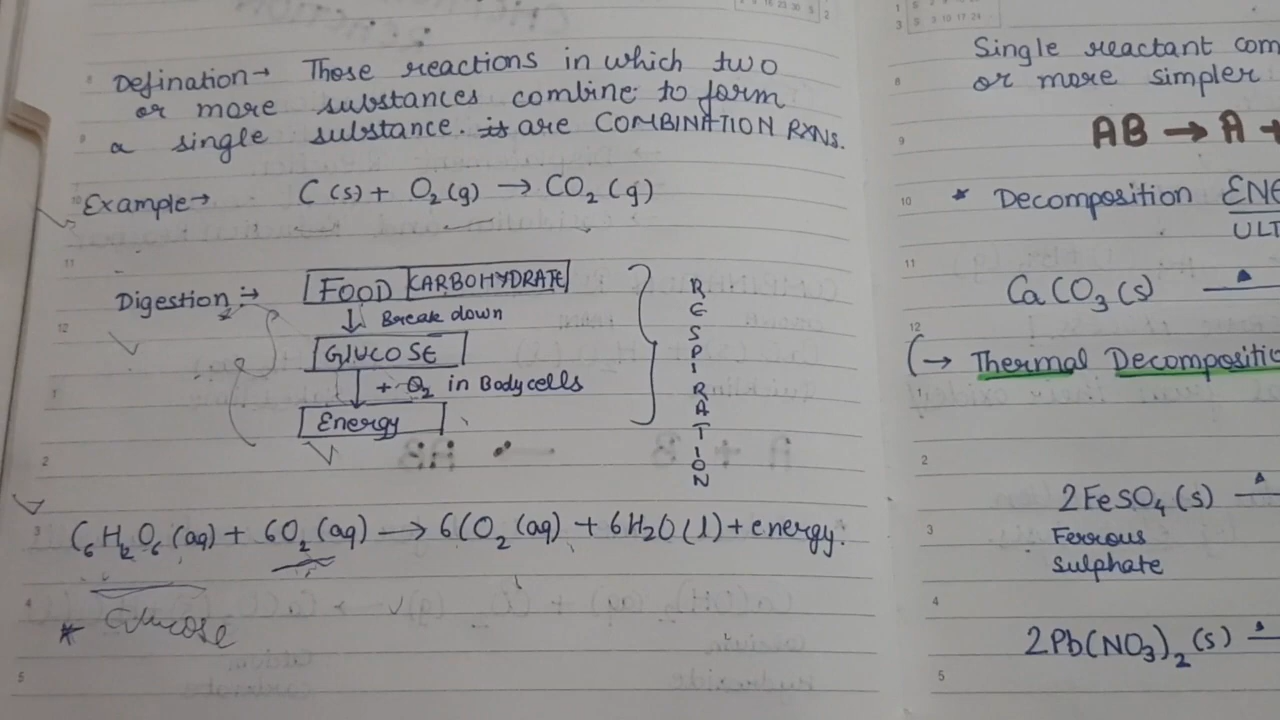 Defination → Those reactions in which two
or more substances combine to form
a single substance. is are COMBINATION RXNs.
Example → C (s) + O₂ (g) → CO₂ (g)
Digestion :→ FOOD CARBOHYDRATE
↓ Break down
GLUCOSE
↓ + O₂ in Body cells
Energy
RESPIRATION
C₆H₁₂O₆ (aq) + 6O₂ (aq) → 6CO₂ (aq) + 6H₂O (l) + energy.
* Glucose
Single reactant com
or more simpler
AB → A +
* Decomposition ENE
ULT
CaCO₃ (s) Δ
(→ Thermal Decompositio
2FeSO₄ (s) Δ
Ferrous
sulphate
2Pb(NO₃)₂ (s) Δ